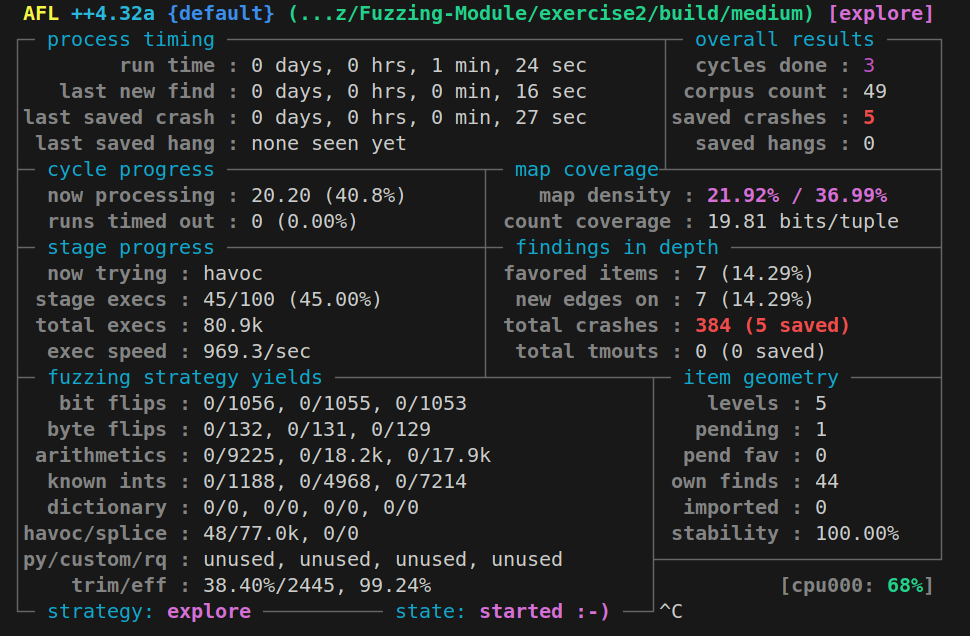 AFL ++4.32a {default} (...z/Fuzzing-Module/exercise2/build/medium) [explore]
process timing overall results
run time : 0 days, 0 hrs, 1 min, 24 sec cycles done : 3
last new find : 0 days, 0 hrs, 0 min, 16 sec corpus count : 49
last saved crash : 0 days, 0 hrs, 0 min, 27 sec saved crashes : 5
last saved hang : none seen yet saved hangs : 0
cycle progress map coverage
now processing : 20.20 (40.8%) map density : 21.92% / 36.99%
runs timed out : 0 (0.00%) count coverage : 19.81 bits/tuple
stage progress findings in depth
now trying : havoc favored items : 7 (14.29%)
stage execs : 45/100 (45.00%) new edges on : 7 (14.29%)
total execs : 80.9k total crashes : 384 (5 saved)
exec speed : 969.3/sec total tmouts : 0 (0 saved)
fuzzing strategy yields item geometry
bit flips : 0/1056, 0/1055, 0/1053 levels : 5
byte flips : 0/132, 0/131, 0/129 pending : 1
arithmetics : 0/9225, 0/18.2k, 0/17.9k pend fav : 0
known ints : 0/1188, 0/4968, 0/7214 own finds : 44
dictionary : 0/0, 0/0, 0/0, 0/0 imported : 0
havoc/splice : 48/77.0k, 0/0 stability : 100.00%
py/custom/rq : unused, unused, unused, unused
trim/eff : 38.40%/2445, 99.24% [cpu000: 68%]
strategy: explore state: started :-) ^C